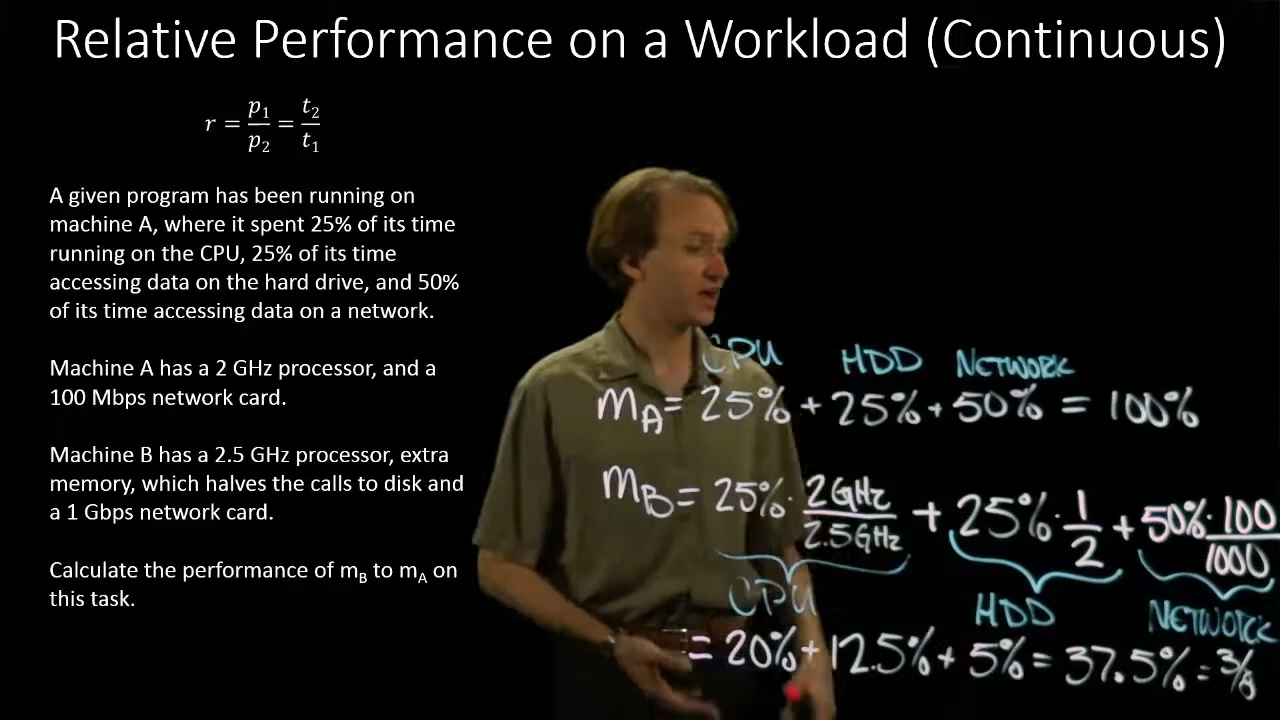 Relative Performance on a Workload (Continuous)
r = p₁/p₂ = t₂/t₁
A given program has been running on
machine A, where it spent 25% of its time
running on the CPU, 25% of its time
accessing data on the hard drive, and 50%
of its time accessing data on a network.
Machine A has a 2 GHz processor, and a
100 Mbps network card.
Machine B has a 2.5 GHz processor, extra
memory, which halves the calls to disk and
a 1 Gbps network card.
Calculate the performance of mB to mA on
this task.
CPU HDD NETWORK
mA = 25% + 25% + 50% = 100%
mB = 25% · 2GHz/2.5GHz + 25% · 1/2 + 50% · 100/1000
CPU HDD NETWORK
= 20% + 12.5% + 5% = 37.5% = 3/8